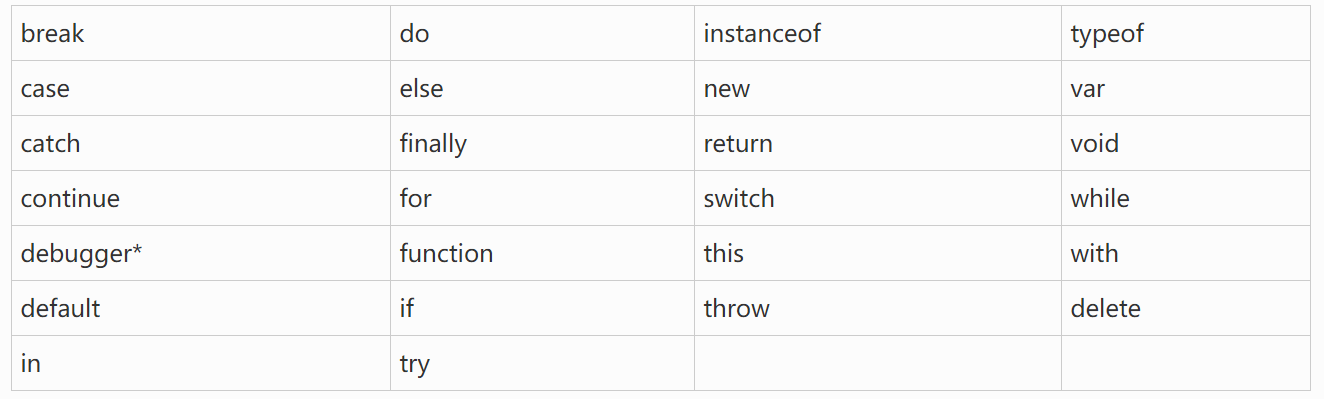 break do instanceof typeof
case else new var
catch finally return void
continue for switch while
debugger* function this with
default if throw delete
in try